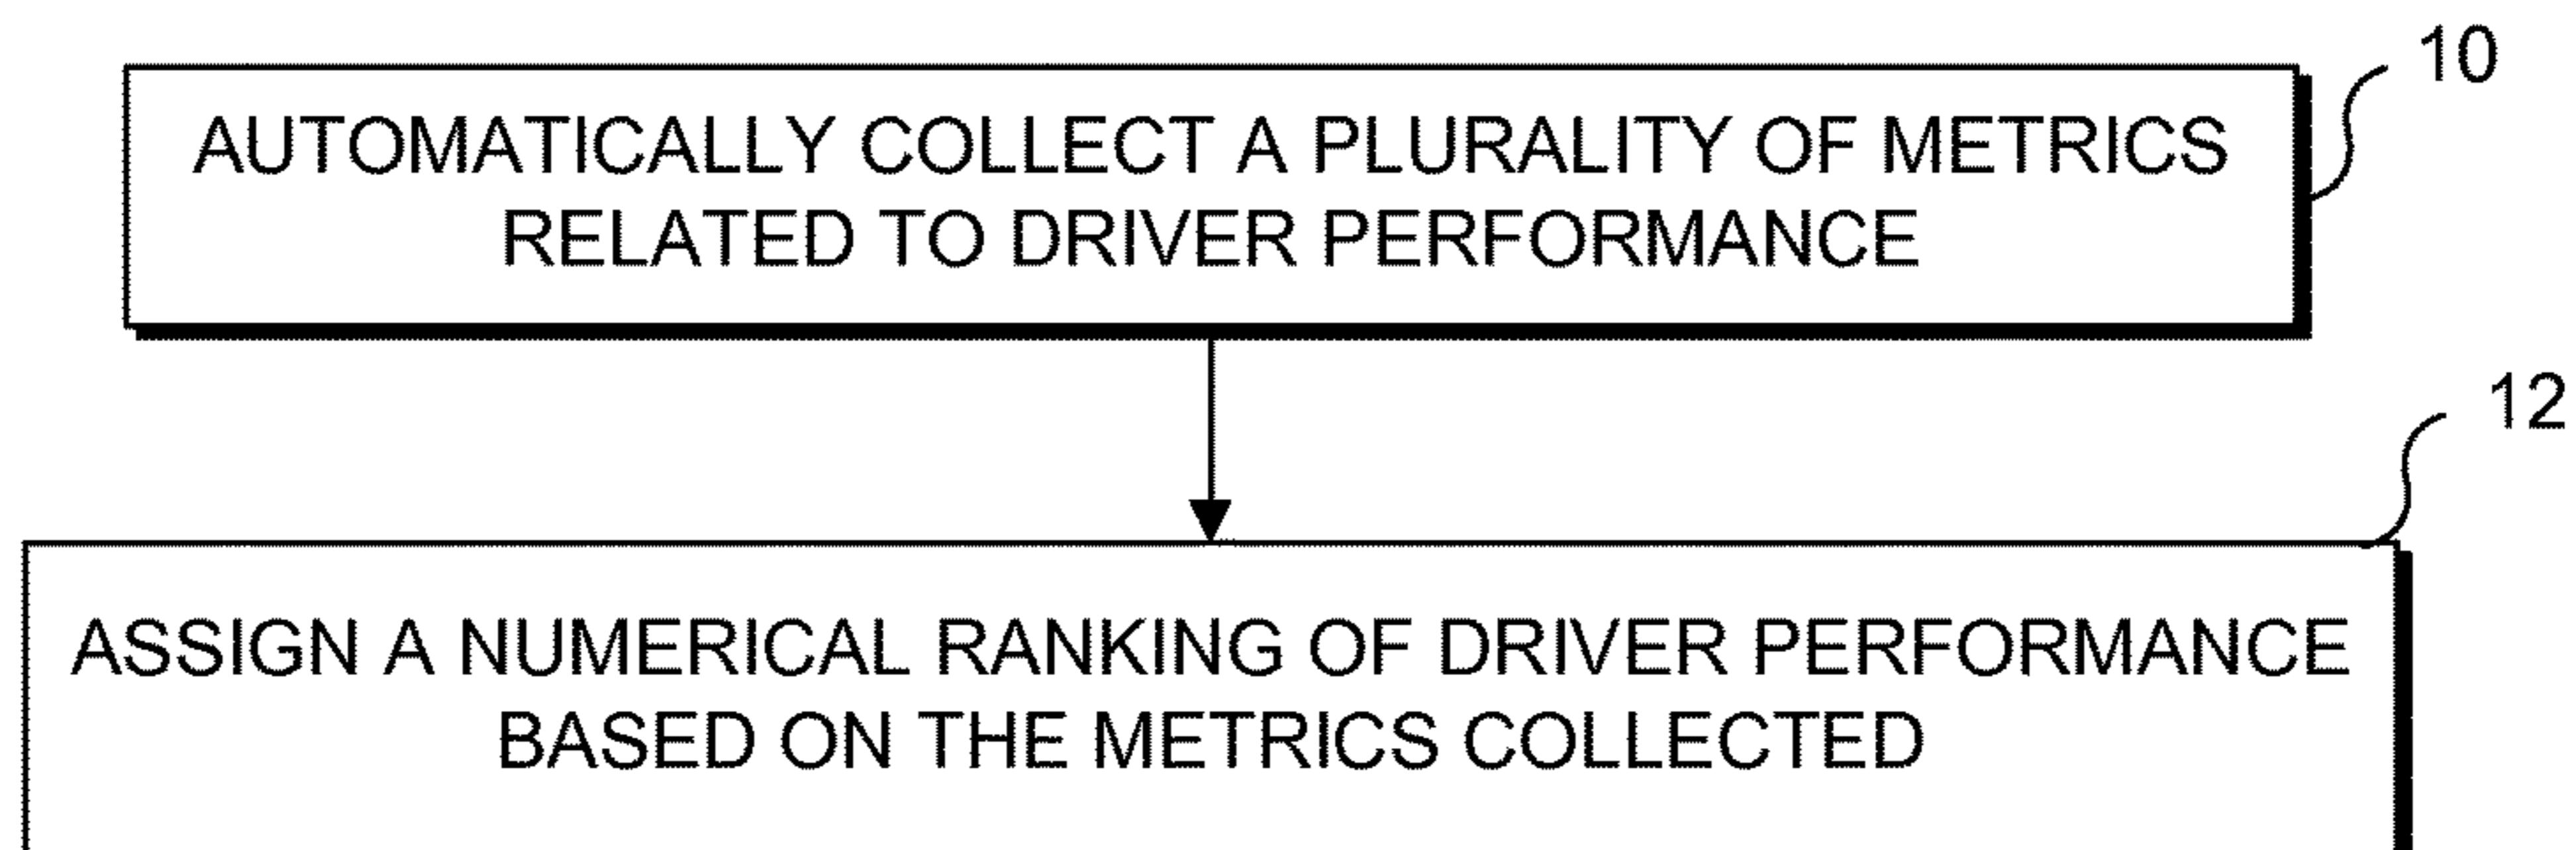 10
AUTOMATICALLY COLLECT A PLURALITY OF METRICS
RELATED TO DRIVER PERFORMANCE
12
ASSIGN A NUMERICAL RANKING OF DRIVER PERFORMANCE
BASED ON THE METRICS COLLECTED